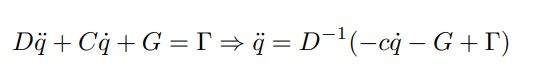 Dq̈ + Cq̇ + G = Γ ⇒ q̈ = D⁻¹(−cq̇ − G + Γ)